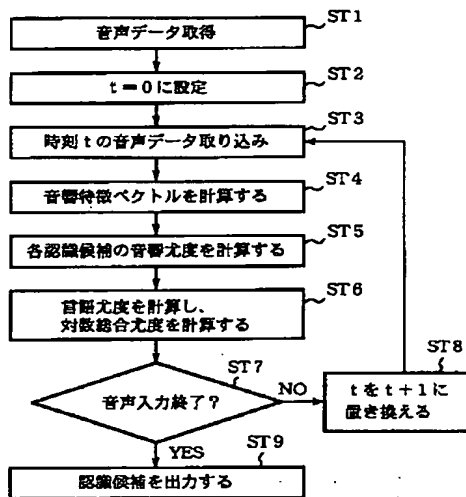 ST1
音声データ取得
ST2
t=0に設定
ST3
時刻tの音声データ取り込み
ST4
音響特徴ベクトルを計算する
ST5
各認識候補の音響尤度を計算する
ST6
言語尤度を計算し、
対数総合尤度を計算する
ST7
音声入力終了?
NO
ST8
tをt+1に
置き換える
YES
ST9
認識候補を出力する